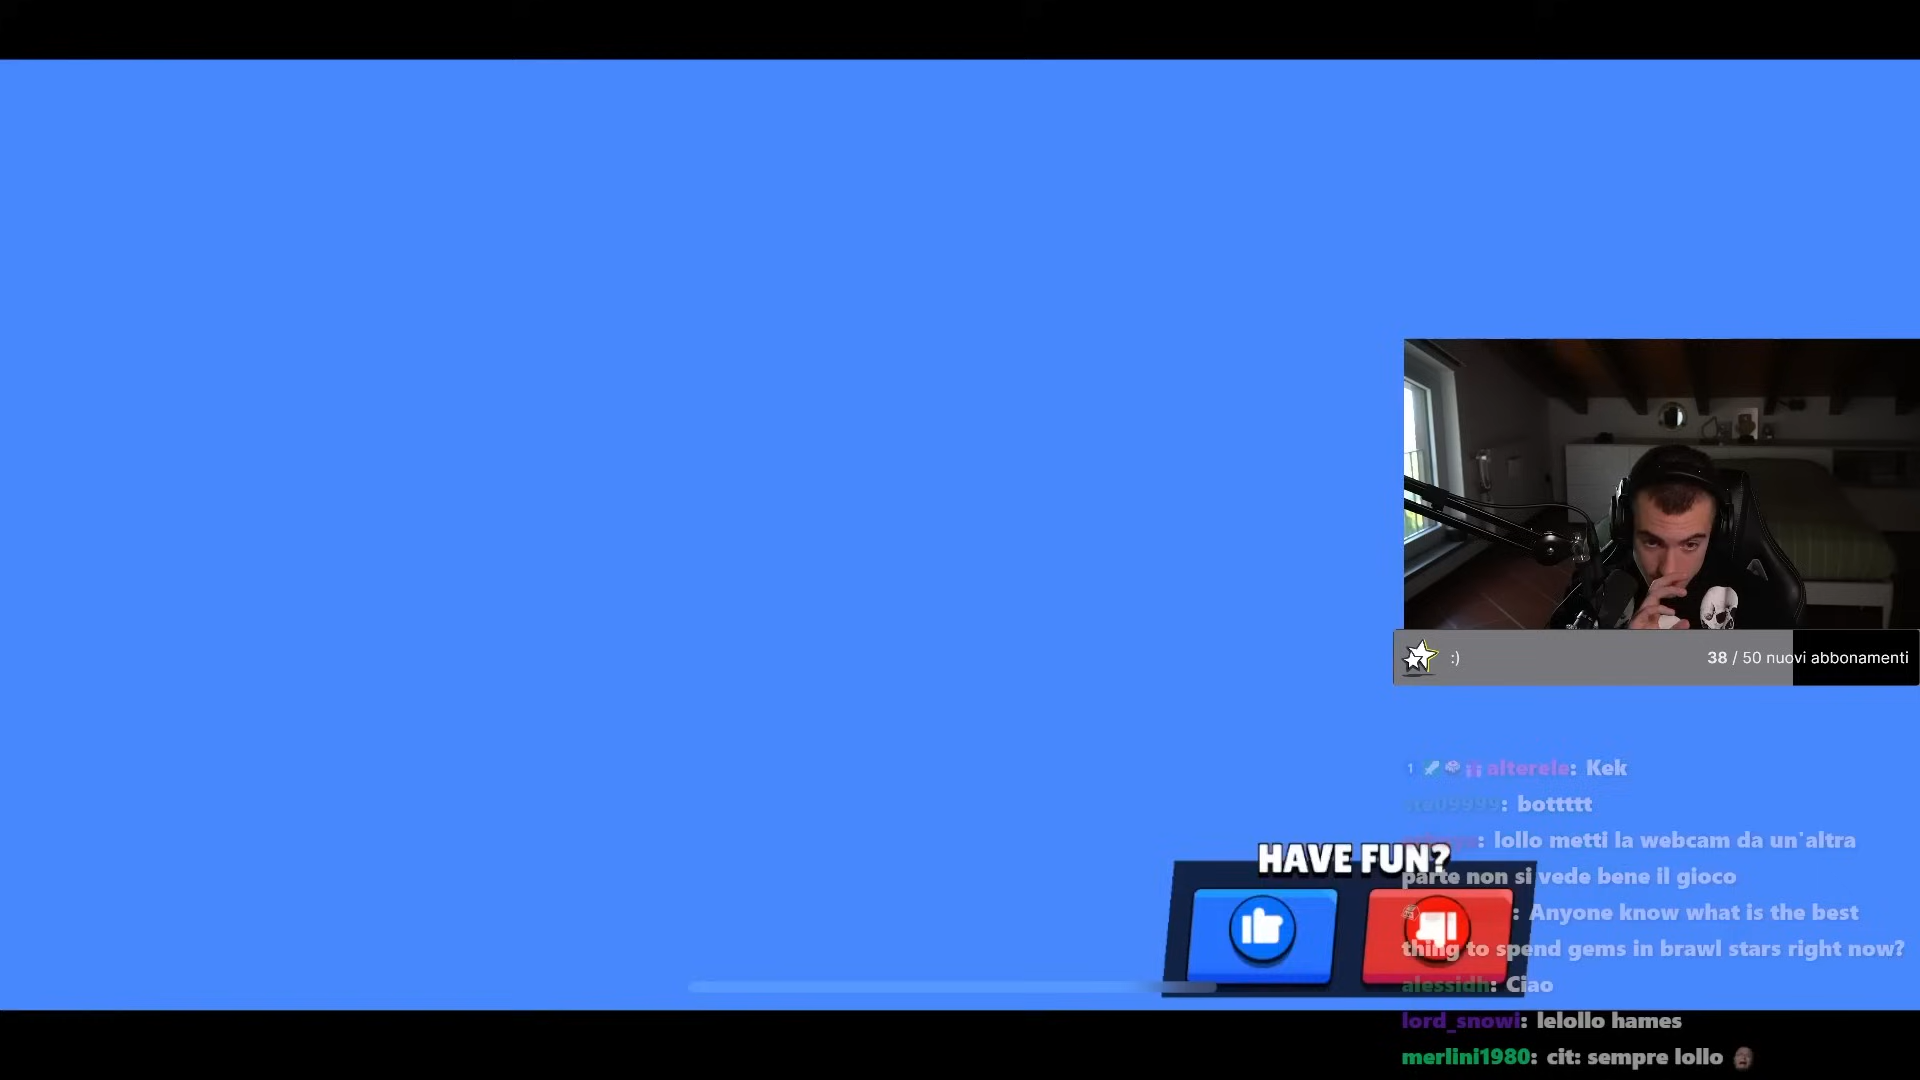 :)
38 / 50 nuovi abbonamenti
alterele: Kek
: bottttt
: lollo metti la webcam da un'altra
parte non si vede bene il gioco
: Anyone know what is the best
thing to spend gems in brawl stars right now?
alessidh: Ciao
lord_snowi: lelollo hames
merlini1980: cit: sempre lollo
HAVE FUN?